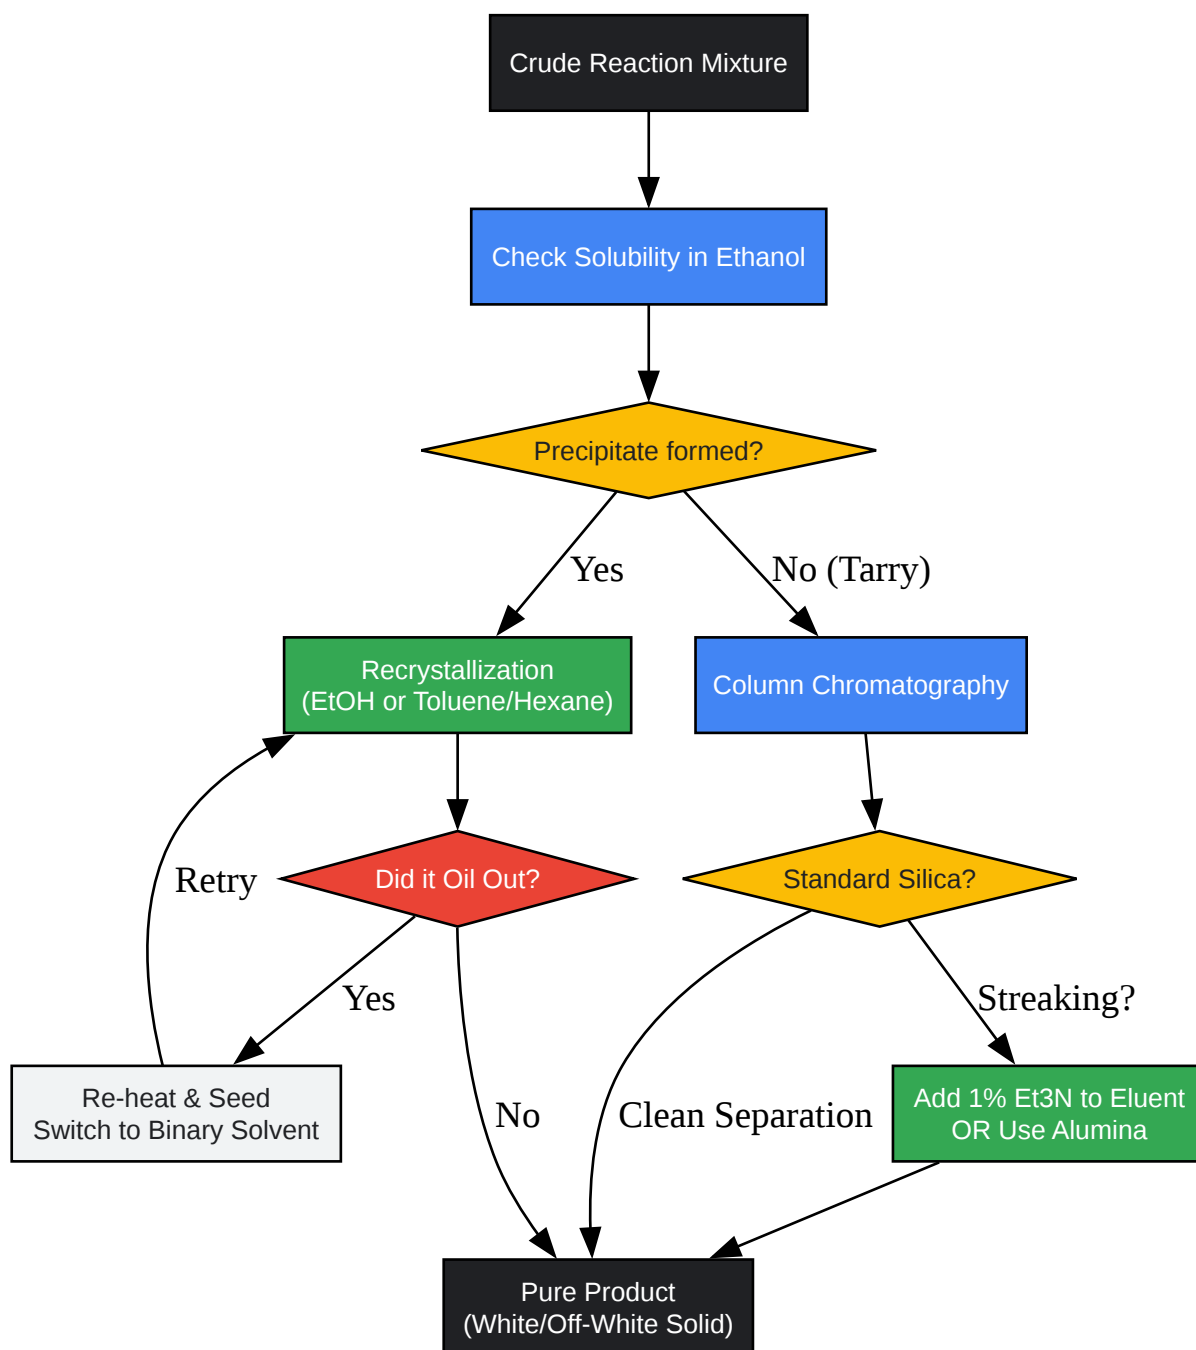 Crude Reaction Mixture
Check Solubility in Ethanol
Precipitate formed?
Yes
No (Tarry)
Recrystallization
(EtOH or Toluene/Hexane)
Column Chromatography
Retry
Did it Oil Out?
Standard Silica?
Yes
Streaking?
Re-heat & Seed
Switch to Binary Solvent
No
Clean Separation
Add 1% Et3N to Eluent
OR Use Alumina
Pure Product
(White/Off-White Solid)